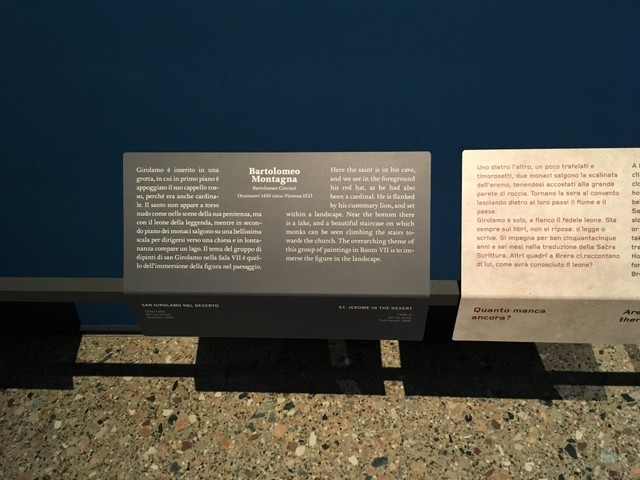 Girolamo è inserito in una
grotta, in cui in primo piano è
appoggiato il suo cappello ros-
so, perché era anche cardina-
le. Il santo non appare a torso
nudo come nelle scene della sua penitenza, ma
con il leone della leggenda, mentre in secon-
do piano dei monaci salgono su una bellissima
scala per dirigersi verso una chiesa e in lonta-
nanza compare un lago. Il tema del gruppo di
dipinti di san Girolamo nella Sala VII è quel-
lo dell'immersione della figura nel paesaggio.
Bartolomeo
Montagna
Bartolomeo Cincani
Orzinuovi 1450 circa-Vicenza 1523
Here the saint is in his cave,
and we see in the foreground
his red hat, as he had also
been a cardinal. He is flanked
by his customary lion, and set
within a landscape. Near the bottom there
is a lake, and a beautiful staircase on which
monks can be seen climbing the stairs to-
wards the church. The overarching theme of
this group of paintings in Room VII is to im-
merse the figure in the landscape.
SAN GIROLAMO NEL DESERTO
ST. JEROME IN THE DESERT
Uno dietro l'altro, un poco trafelati e
timorosetti, due monaci salgono la scalinata
dell'eremo, tenendosi accostati alla grande
parete di roccia. Tornano la sera al convento
lasciando dietro ai loro passi il fiume e il
paese.
Girolamo è solo, a fianco il fedele leone. Sta
sempre sui libri, non si riposa: o legge o
scrive. Si impegna per ben cinquantacinque
anni e sei mesi nella traduzione della Sacra
Scrittura. Altri quadri a Brera ci raccontano
di lui, come avrà conosciuto il leone?
Quanto manca
ancora?